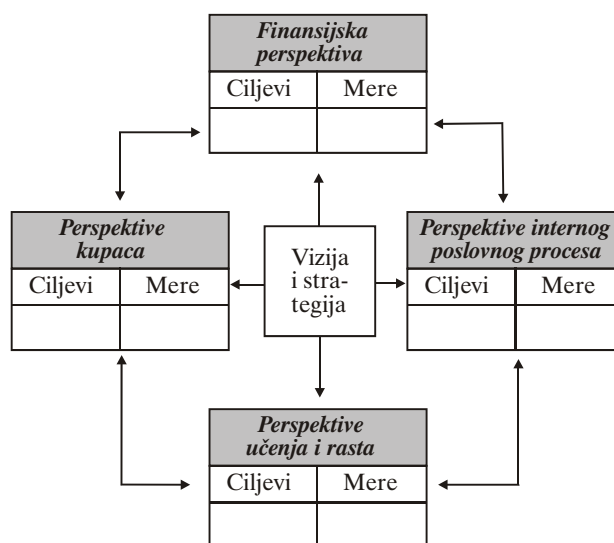 Finansijska
perspektiva
Ciljevi Mere
Perspektive
kupaca
Ciljevi Mere
Vizija
i stra-
tegija
Perspektive internog
poslovnog procesa
Ciljevi Mere
Perspektive
učenja i rasta
Ciljevi Mere